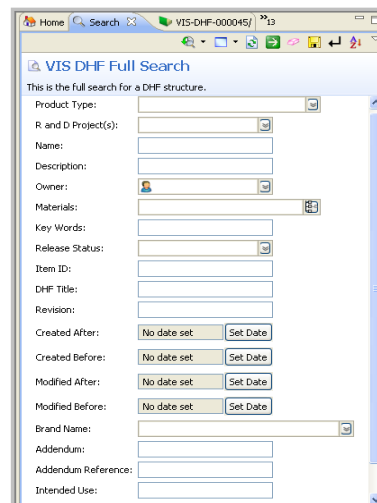 Home Search VIS-DHF-000045/ »13
VIS DHF Full Search
This is the full search for a DHF structure.
Product Type:
R and D Project(s):
Name:
Description:
Owner:
Materials:
Key Words:
Release Status:
Item ID:
DHF Title:
Revision:
Created After: No date set Set Date
Created Before: No date set Set Date
Modified After: No date set Set Date
Modified Before: No date set Set Date
Brand Name:
Addendum:
Addendum Reference:
Intended Use: